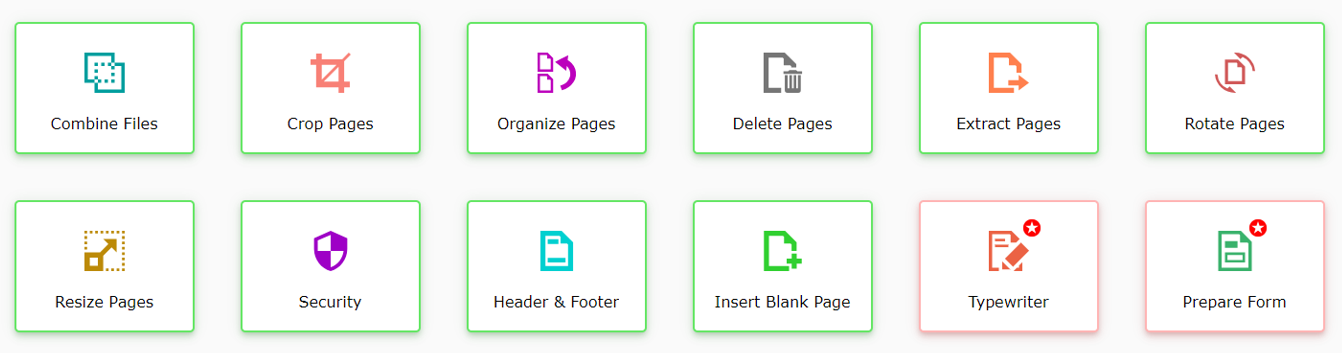 Combine Files
Crop Pages
Organize Pages
Delete Pages
Extract Pages
Rotate Pages
Resize Pages
Security
Header & Footer
Insert Blank Page
Typewriter
Prepare Form